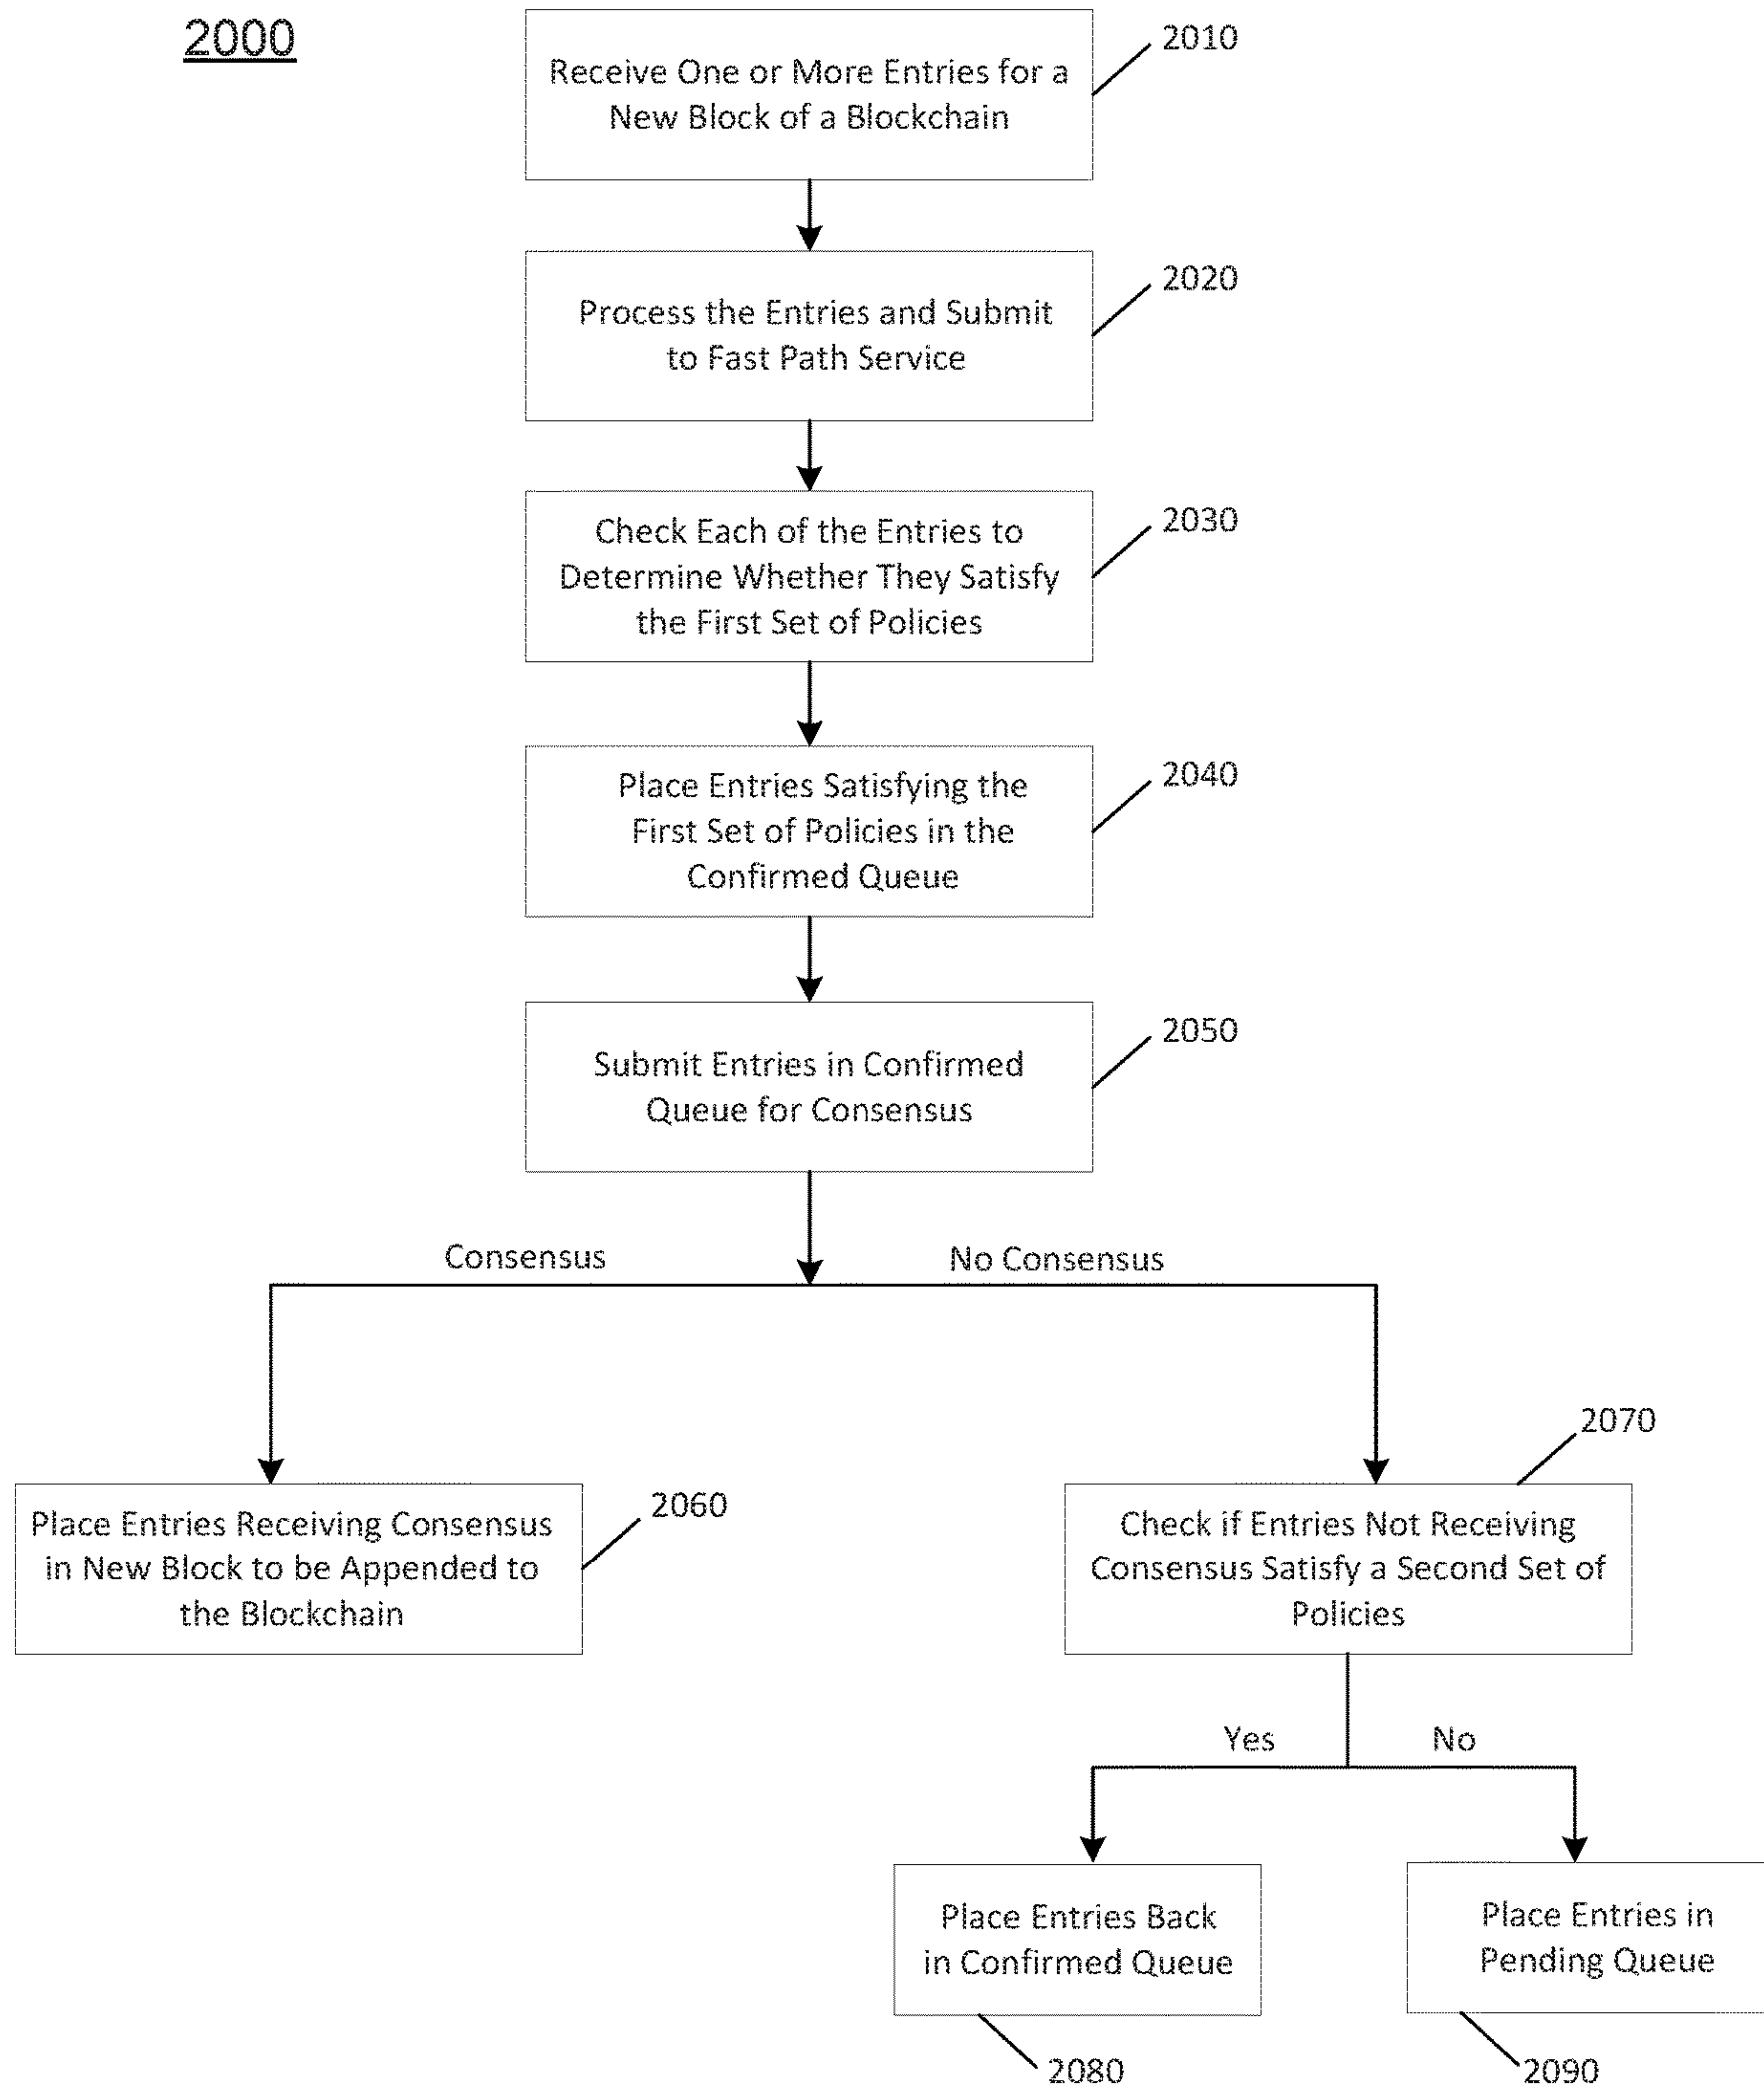 2000
Receive One or More Entries for a
New Block of a Blockchain
2010
Process the Entries and Submit
to Fast Path Service
2020
Check Each of the Entries to
Determine Whether They Satisfy
the First Set of Policies
2030
Place Entries Satisfying the
First Set of Policies in the
Confirmed Queue
2040
Submit Entries in Confirmed
Queue for Consensus
2050
Consensus
No Consensus
Place Entries Receiving Consensus
in New Block to be Appended to
the Blockchain
2060
2070
Check if Entries Not Receiving
Consensus Satisfy a Second Set of
Policies
Yes
No
Place Entries Back
in Confirmed Queue
2080
Place Entries in
Pending Queue
2090